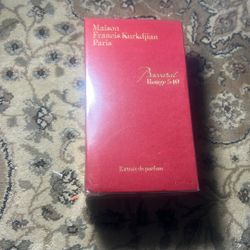 Maison
Francis Kurkdjian
Paris
Baccarat
Rouge 540
Extrait de parfum